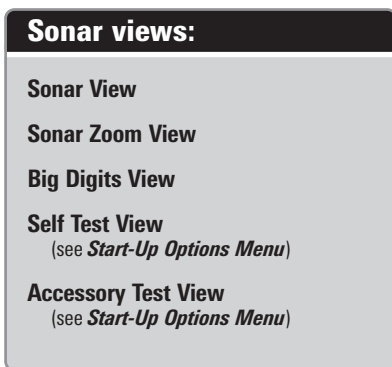 Sonar views:
Sonar View
Sonar Zoom View
Big Digits View
Self Test View
(see Start-Up Options Menu)
Accessory Test View
(see Start-Up Options Menu)